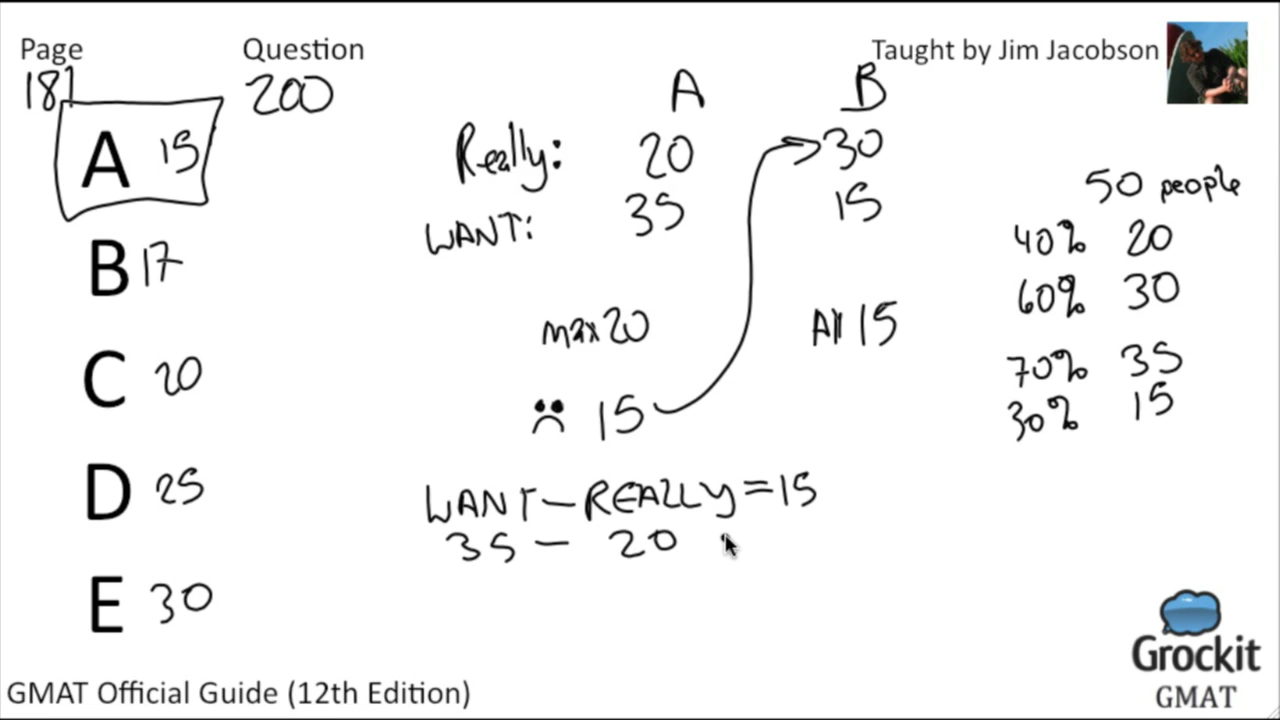 Page Question Taught by Jim Jacobson
181 200
A 15
B 17
C 20
D 25
E 30
A B
Really: 20 30
WANT: 35 15
max 20 All 15
15
WANT - REALLY = 15
35 - 20
50 people
40% 20
60% 30
70% 35
30% 15
Grockit
GMAT
GMAT Official Guide (12th Edition)